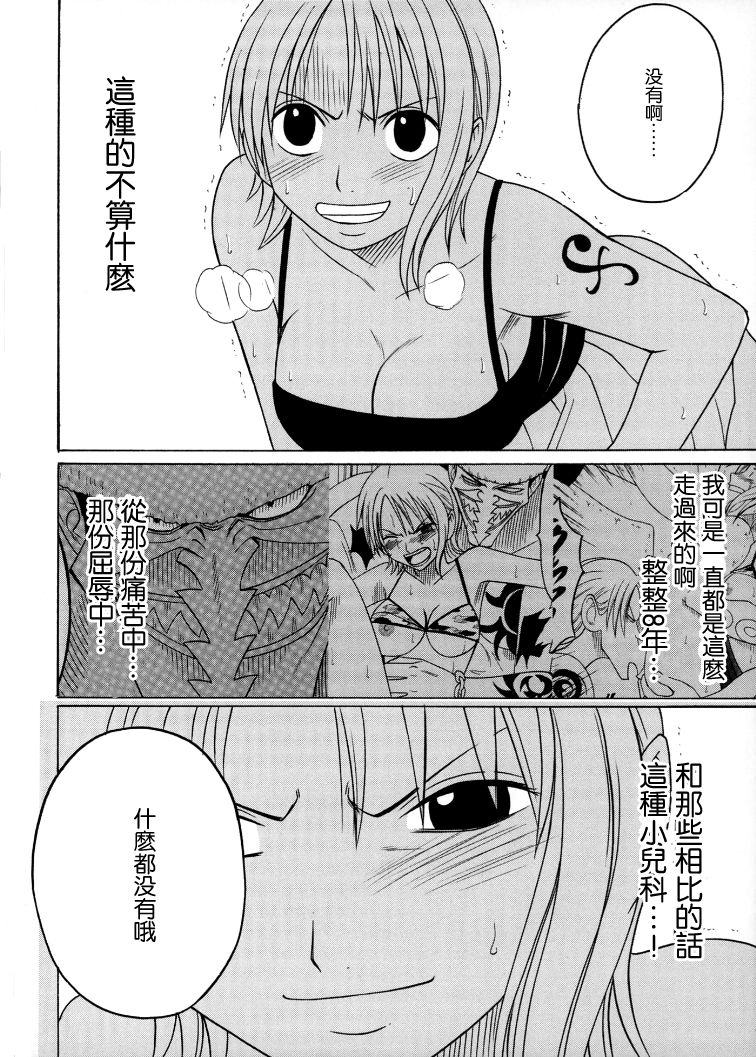 没有啊……
這種的不算什麼
我可是一直都是這麼
走過來的啊
整整8年…
從那份痛苦中…
那份屈辱中…
和那些相比的話
這種小兒科…！
什麼都没有哦